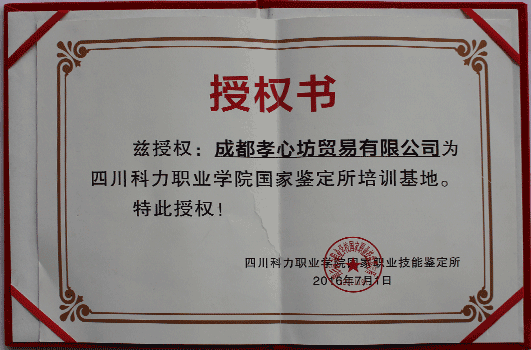 授权书
兹授权：成都孝心坊贸易有限公司为
四川科力职业学院国家鉴定所培训基地。
特此授权！
四川科力职业学院国家职业技能鉴定所
2016年7月1日